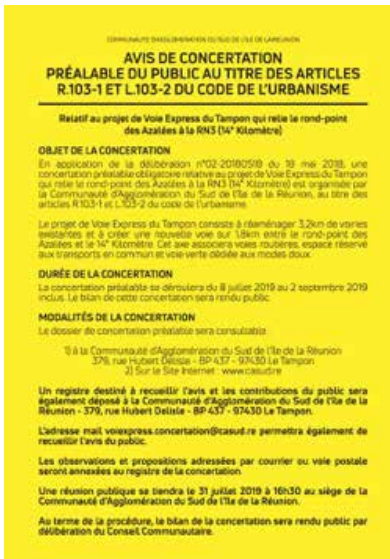 COMMUNAUTÉ D'AGGLOMÉRATION DU SUD DE L'ILE DE LA REUNION
AVIS DE CONCERTATION
PRÉALABLE DU PUBLIC AU TITRE DES ARTICLES
R.103-1 ET L.103-2 DU CODE DE L'URBANISME
Relatif au projet de Voie Express du Tampon qui relie le rond-point
des Azalées à la RN3 (14° Kilomètre)
OBJET DE LA CONCERTATION
En application de la délibération n°02-20180518 du 18 mai 2018, une
concertation préalable obligatoire relative au projet de Voie Express du Tampon
qui relie le rond-point des Azalées à la RN3 (14° Kilomètre) est organisée par
la Communauté d'Agglomération du Sud de l'île de la Réunion, au titre des
articles R.103-1 et L.103-2 du code de l'urbanisme.
Le projet de Voie Express du Tampon consiste à réaménager 3,2km de voiries
existantes et à créer une nouvelle voie sur 1,8km entre le rond-point des
Azalées et le 14° Kilomètre. Cet axe associera voies routières, espace réservé
aux transports en commun et voie verte dédiée aux modes doux.
DURÉE DE LA CONCERTATION
La concertation préalable se déroulera du 8 juillet 2019 au 2 septembre 2019
inclus. Le bilan de cette concertation sera rendu public.
MODALITÉS DE LA CONCERTATION
Le dossier de concertation préalable sera consultable :
1) à la Communauté d'Agglomération du Sud de l'île de la Réunion
379, rue Hubert Delisle - BP 437 - 97430 Le Tampon
2) Sur le Site Internet : www.casud.re
Un registre destiné à recueillir l'avis et les contributions du public sera
également déposé à la Communauté d'Agglomération du Sud de l'île de la
Réunion - 379, rue Hubert Delisle - BP 437 - 97430 Le Tampon.
L'adresse mail voiexpress.concertation@casud.re permettra également de
recueillir l'avis du public.
Les observations et propositions adressées par courrier ou voie postale
seront annexées au registre de la concertation.
Une réunion publique se tiendra le 31 juillet 2019 à 16h30 au siège de la
Communauté d'Agglomération du Sud de l'île de la Réunion.
Au terme de la procédure, le bilan de la concertation sera rendu public par
délibération du Conseil Communautaire.